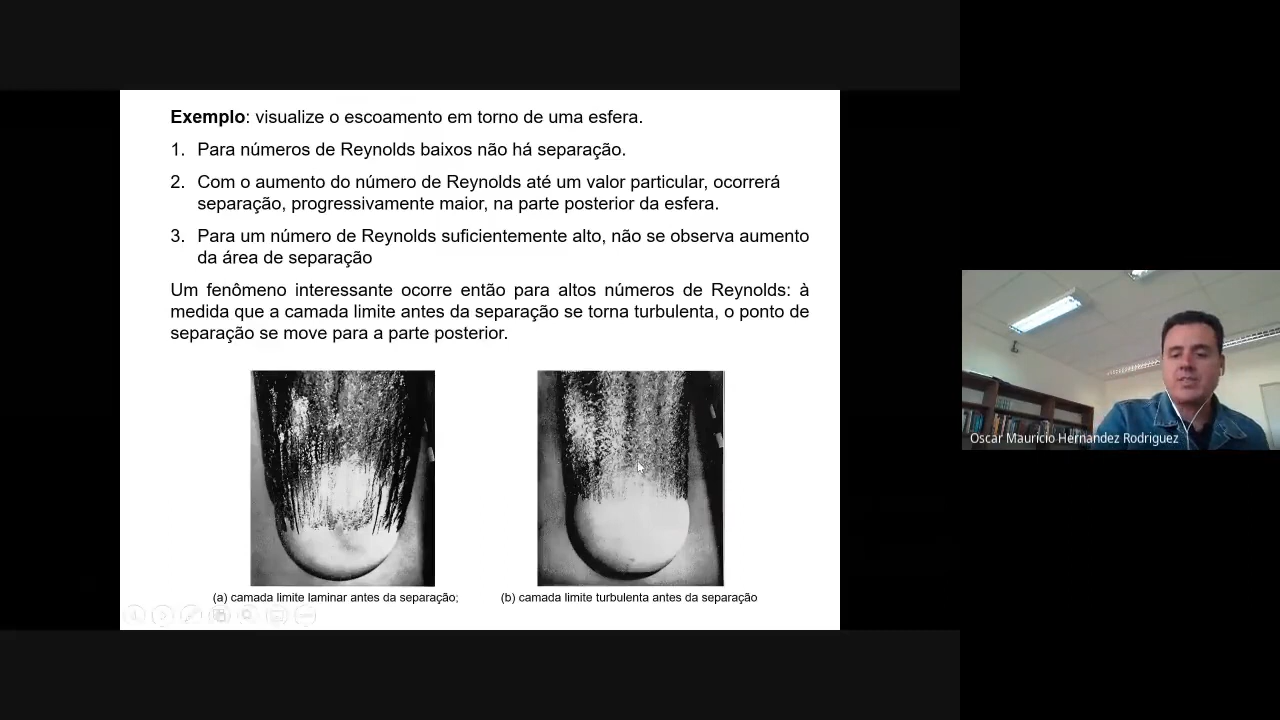 Exemplo: visualize o escoamento em torno de uma esfera.
1. Para números de Reynolds baixos não há separação.
2. Com o aumento do número de Reynolds até um valor particular, ocorrerá
separação, progressivamente maior, na parte posterior da esfera.
3. Para um número de Reynolds suficientemente alto, não se observa aumento
da área de separação
Um fenômeno interessante ocorre então para altos números de Reynolds: à
medida que a camada limite antes da separação se torna turbulenta, o ponto de
separação se move para a parte posterior.
(a) camada limite laminar antes da separação;
(b) camada limite turbulenta antes da separação
Oscar Mauricio Hernandez Rodriguez